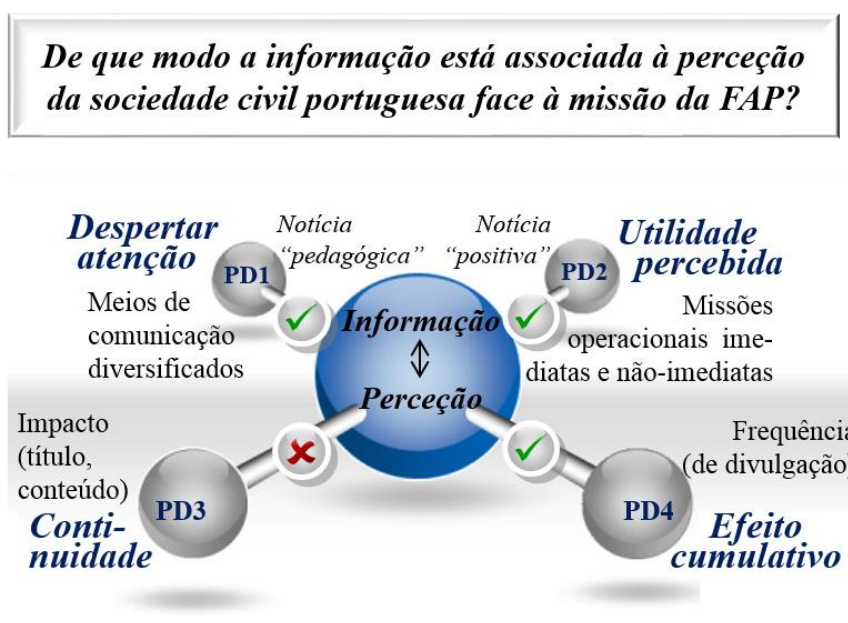 De que modo a informação está associada à perceção
da sociedade civil portuguesa face à missão da FAP?
Despertar
atenção
Notícia
“pedagógica”
PD1
Meios de
comunicação
diversificados
Notícia
“positiva”
Utilidade
percebida
PD2
Missões
operacionais ime-
diatas e não-imediatas
Informação
Perceção
Impacto
(título,
conteúdo)
PD3
Conti-
nuidade
Frequência
(de divulgação)
PD4
Efeito
cumulativo